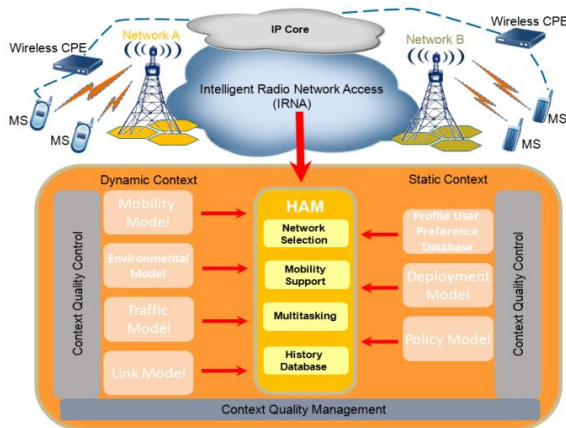 Wireless CPE
Network A
IP Core
Wireless CPE
Network B
Intelligent Radio Network Access
(IRNA)
MS
MS
MS
MS
Dynamic Context
Static Context
Context Quality Control
Mobility Model
Environmental Model
Traffic Model
Link Model
HAM
Network
Selection
Mobility
Support
Multitasking
History
Database
Profile User
Preference
Database
Deployment
Model
Policy Model
Context Quality Control
Context Quality Management